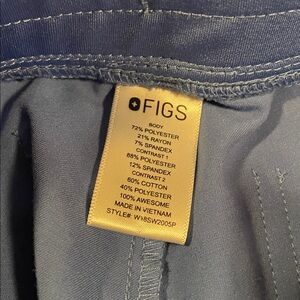 FIGS
BODY
72% POLYESTER
21% RAYON
7% SPANDEX
CONTRAST 1
88% POLYESTER
12% SPANDEX
CONTRAST 2
60% COTTON
40% POLYESTER
100% AWESOME
MADE IN VIETNAM
STYLE#: